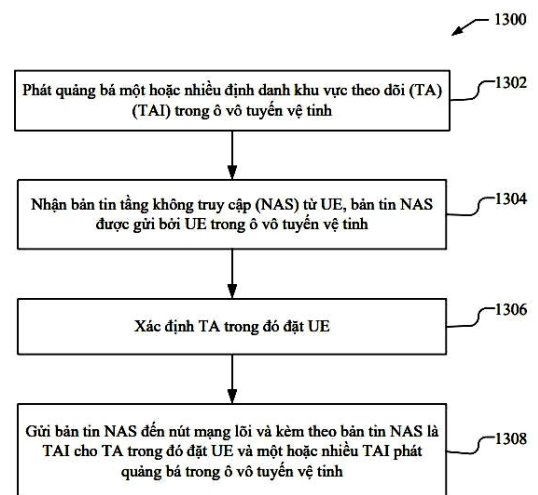 1300
Phát quảng bá một hoặc nhiều định danh khu vực theo dõi (TA)
(TAI) trong ô vô tuyến vệ tinh
1302
Nhận bản tin tầng không truy cập (NAS) từ UE, bản tin NAS
được gửi bởi UE trong ô vô tuyến vệ tinh
1304
Xác định TA trong đó đặt UE
1306
Gửi bản tin NAS đến nút mạng lõi và kèm theo bản tin NAS là
TAI cho TA trong đó đặt UE và một hoặc nhiều TAI phát
quảng bá trong ô vô tuyến vệ tinh
1308